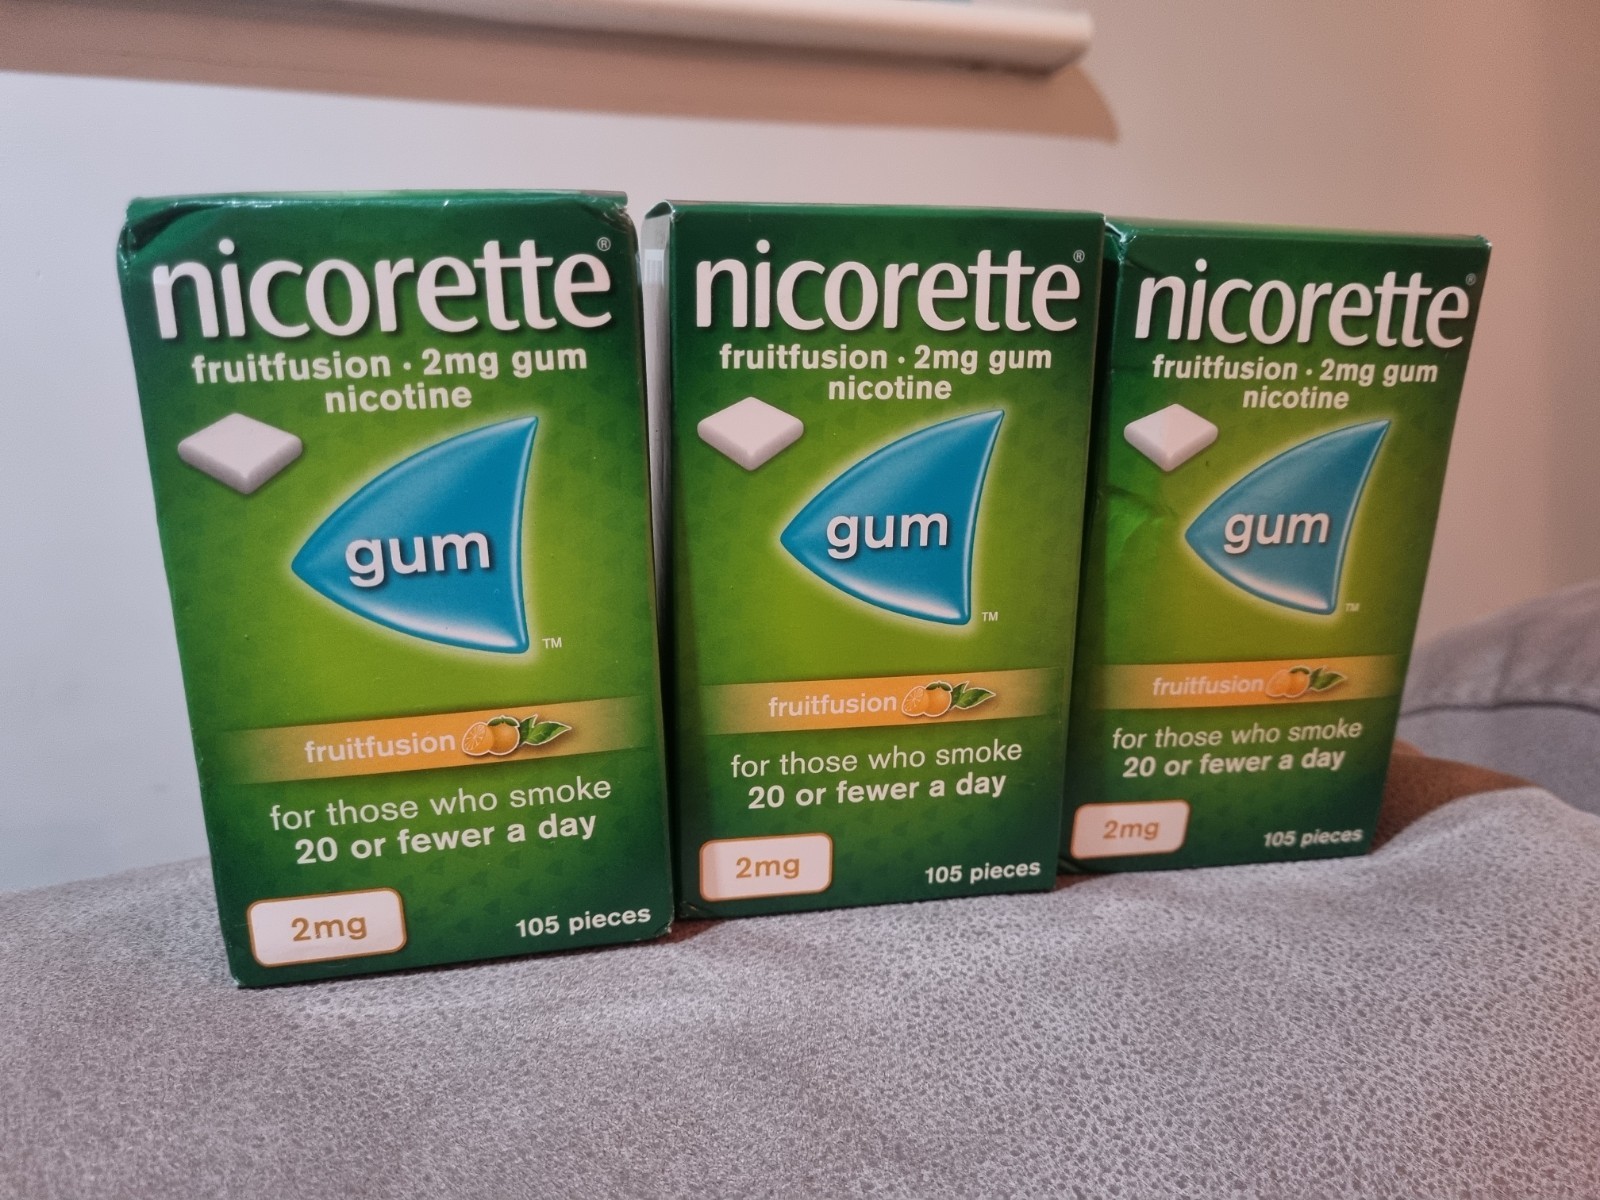 nicorette®
fruitfusion · 2mg gum
nicotine
gum
TM
fruitfusion
for those who smoke
20 or fewer a day
2mg
105 pieces
nicorette®
fruitfusion · 2mg gum
nicotine
gum
TM
fruitfusion
for those who smoke
20 or fewer a day
2mg
105 pieces
nicorette®
fruitfusion · 2mg gum
nicotine
gum
TM
fruitfusion
for those who smoke
20 or fewer a day
2mg
105 pieces